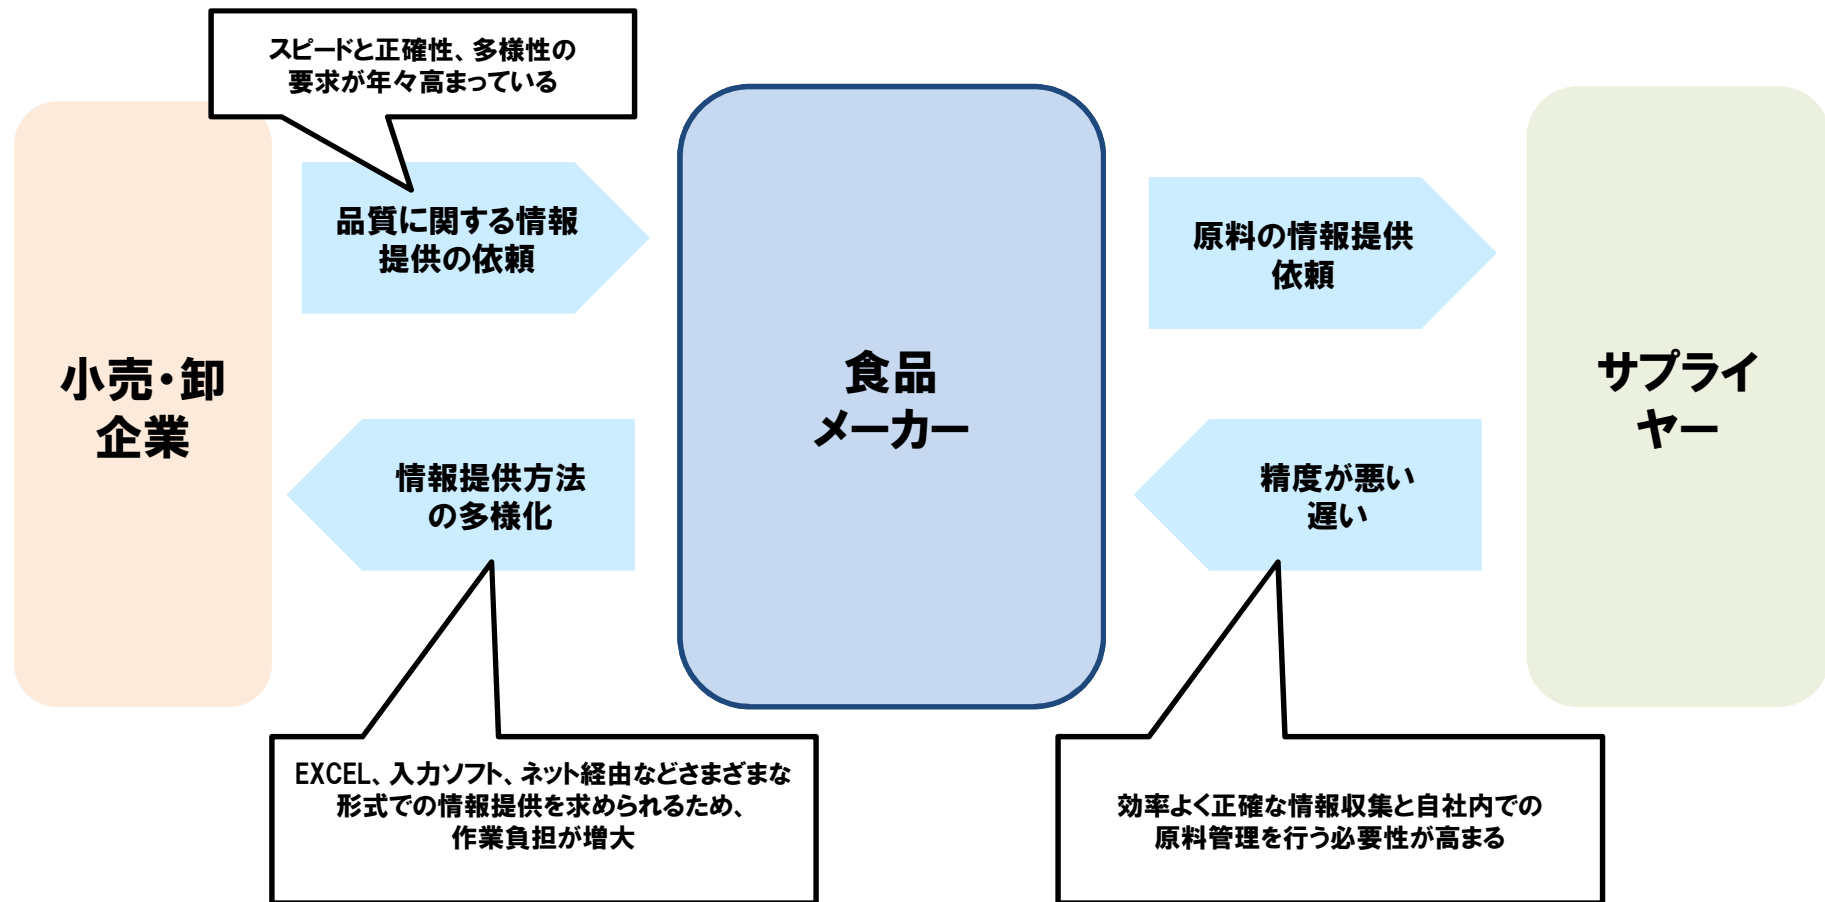 スピードと正確性、多様性の
要求が年々高まっている
品質に関する情報
提供の依頼
原料の情報提供
依頼
小売・卸
企業
食品
メーカー
サプライ
ヤー
情報提供方法
の多様化
精度が悪い
遅い
EXCEL、入力ソフト、ネット経由などさまざまな
形式での情報提供を求められるため、
作業負担が増大
効率よく正確な情報収集と自社内での
原料管理を行う必要性が高まる